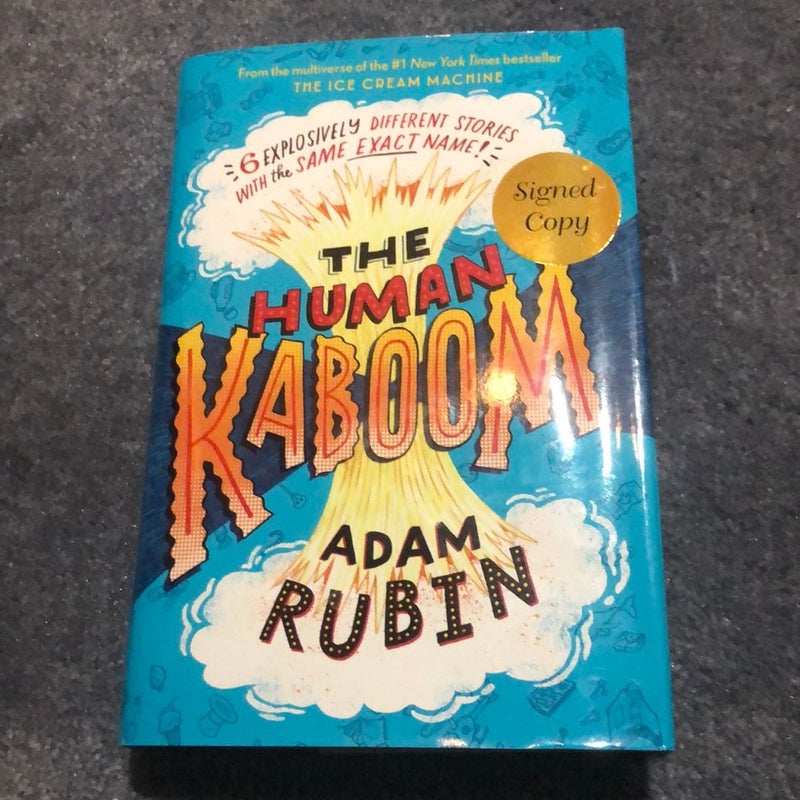 From the multiverse of the #1 New York Times bestseller
THE ICE CREAM MACHINE
6 EXPLOSIVELY DIFFERENT STORIES
WITH the SAME EXACT NAME!
Signed
Copy
THE
HUMAN
KABOOM
ADAM
RUBIN